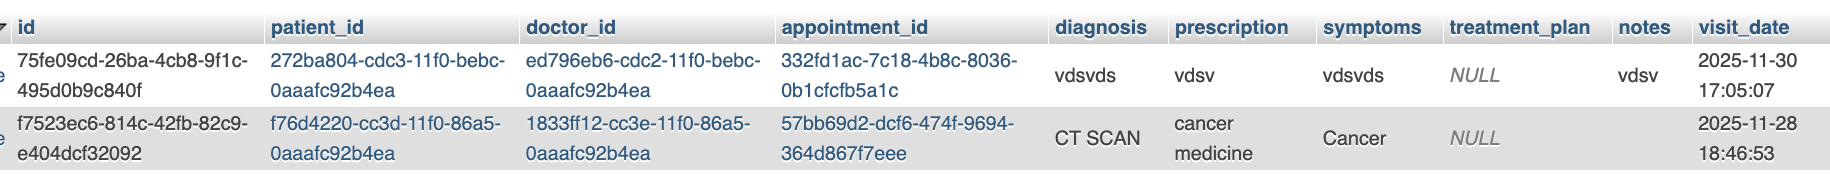 id patient_id doctor_id appointment_id diagnosis prescription symptoms treatment_plan notes visit_date
75fe09cd-26ba-4cb8-9f1c- 272ba804-cdc3-11f0-bebc- ed796eb6-cdc2-11f0-bebc- 332fd1ac-7c18-4b8c-8036- 2025-11-30
e vdsvds vdsv vdsvds NULL vdsv
495d0b9c840f 0aaafc92b4ea 0aaafc92b4ea 0b1cfcfb5a1c 17:05:07
f7523ec6-814c-42fb-82c9- f76d4220-cc3d-11f0-86a5- 1833ff12-cc3e-11f0-86a5- 57bb69d2-dcf6-474f-9694- cancer 2025-11-28
e CT SCAN Cancer NULL
e404dcf32092 0aaafc92b4ea 0aaafc92b4ea 364d867f7eee medicine 18:46:53